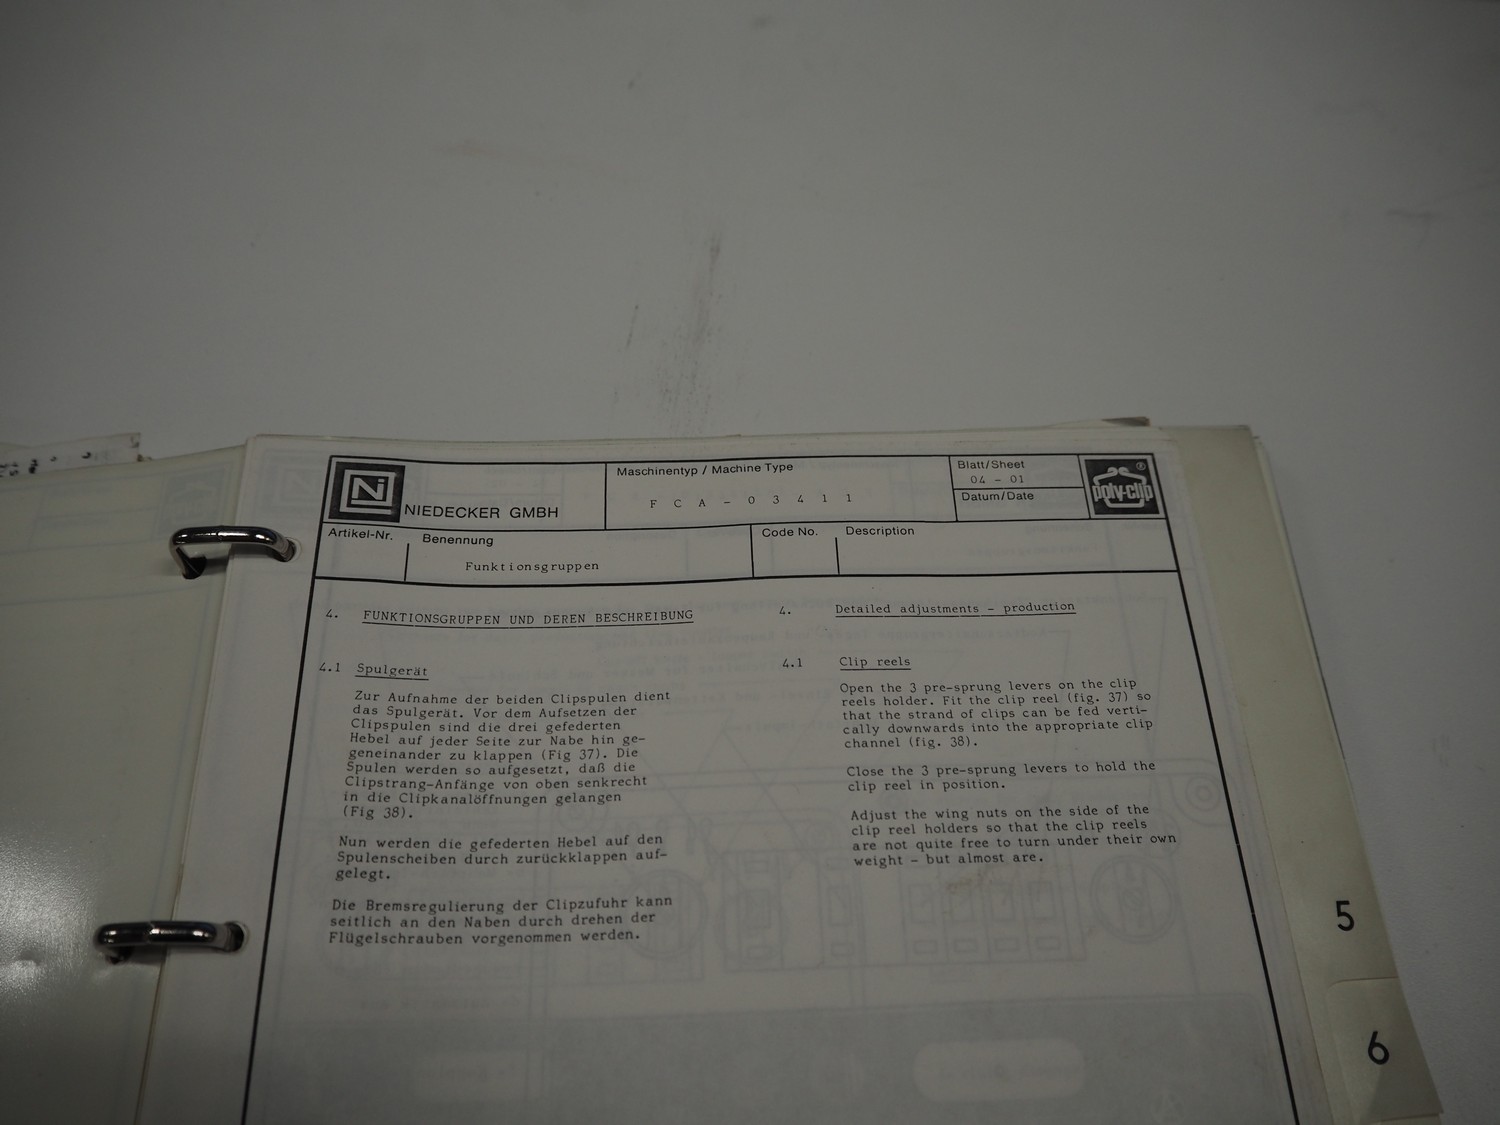 NIEDECKER GMBH
Maschinentyp / Machine Type
F C A - 0 3 4 1 1
Blatt/Sheet
04 - 01
Datum/Date
poly-clip
®
Artikel-Nr.
Benennung
Funktionsgruppen
Code No.
Description
4. FUNKTIONSGRUPPEN UND DEREN BESCHREIBUNG
4.1 Spulgerät
Zur Aufnahme der beiden Clipspulen dient
das Spulgerät. Vor dem Aufsetzen der
Clipspulen sind die drei gefederten
Hebel auf jeder Seite zur Nabe hin ge-
geneinander zu klappen (Fig 37). Die
Spulen werden so aufgesetzt, daß die
Clipstrang-Anfänge von oben senkrecht
in die Clipkanalöffnungen gelangen
(Fig 38).
Nun werden die gefederten Hebel auf den
Spulenscheiben durch zurückklappen auf-
gelegt.
Die Bremsregulierung der Clipzufuhr kann
seitlich an den Naben durch drehen der
Flügelschrauben vorgenommen werden.
4. Detailed adjustments - production
4.1 Clip reels
Open the 3 pre-sprung levers on the clip
reels holder. Fit the clip reel (fig. 37) so
that the strand of clips can be fed verti-
cally downwards into the appropriate clip
channel (fig. 38).
Close the 3 pre-sprung levers to hold the
clip reel in position.
Adjust the wing nuts on the side of the
clip reel holders so that the clip reels
are not quite free to turn under their own
weight - but almost are.
5
6